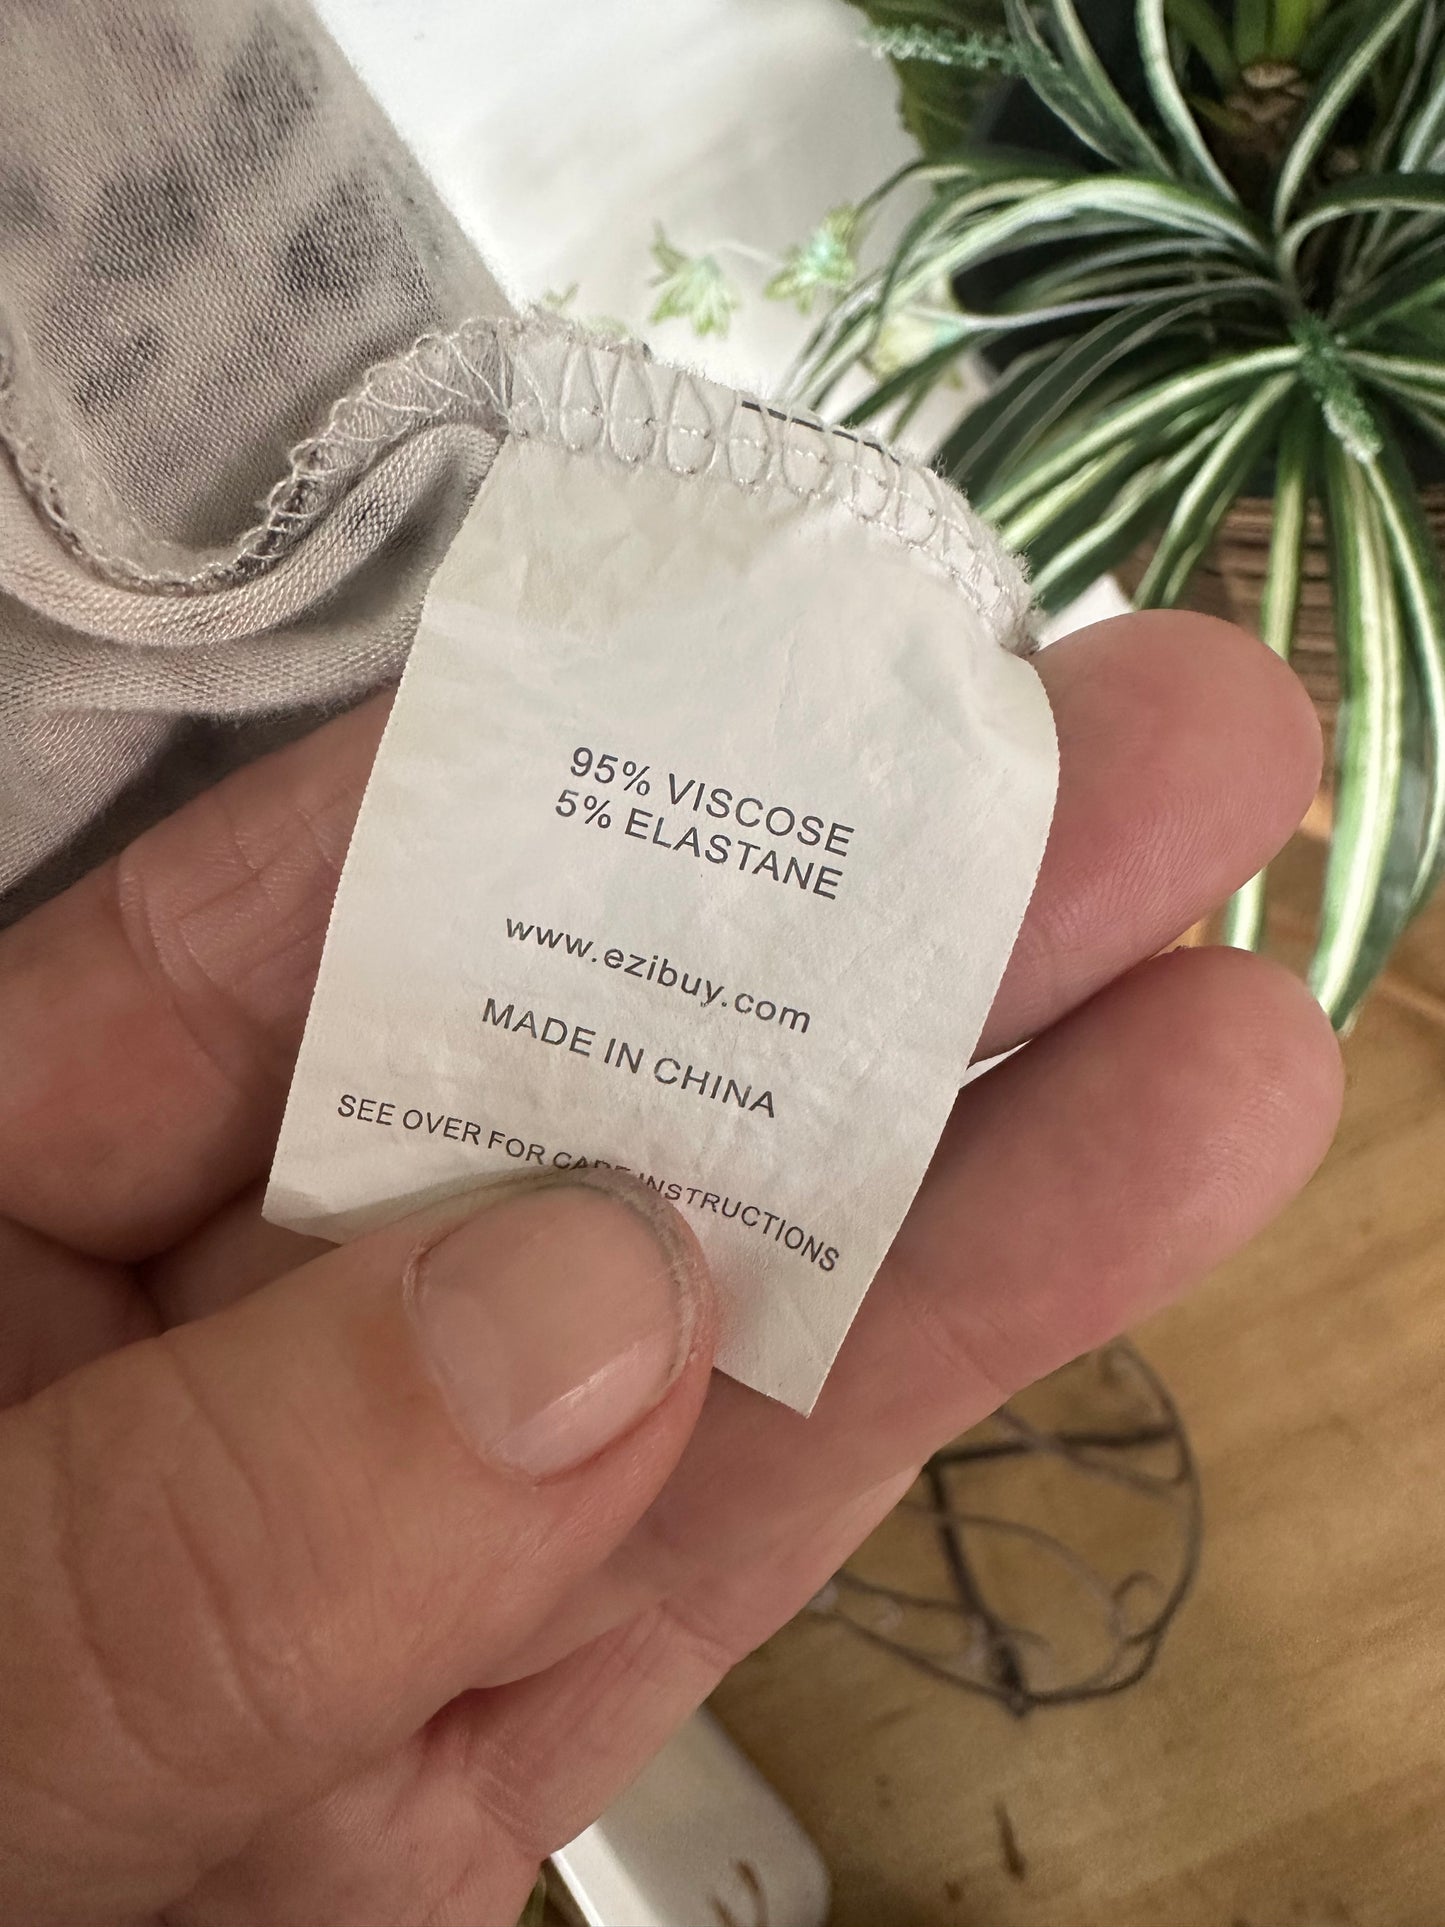 95% VISCOSE
5% ELASTANE
www.ezibuy.com
MADE IN CHINA
SEE OVER FOR CARE INSTRUCTIONS